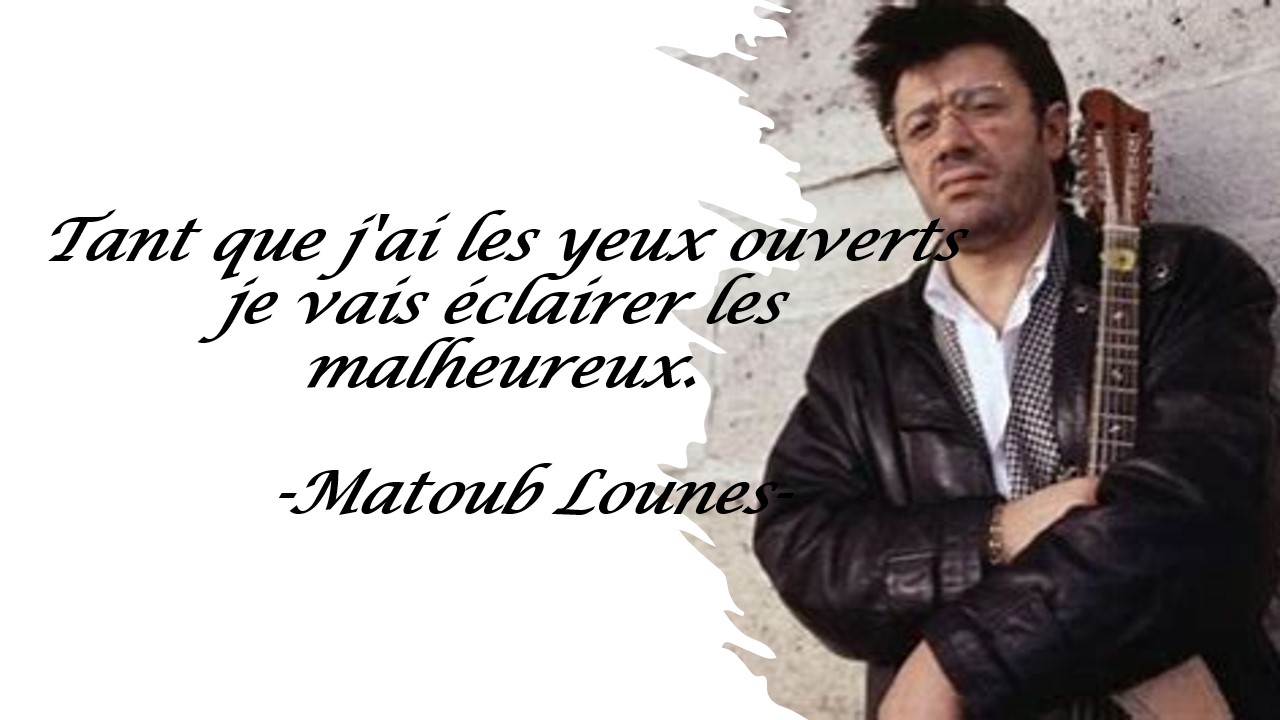 Tant que j'ai les yeux ouverts
je vais éclairer les
malheureux.
-Matoub Lounes-